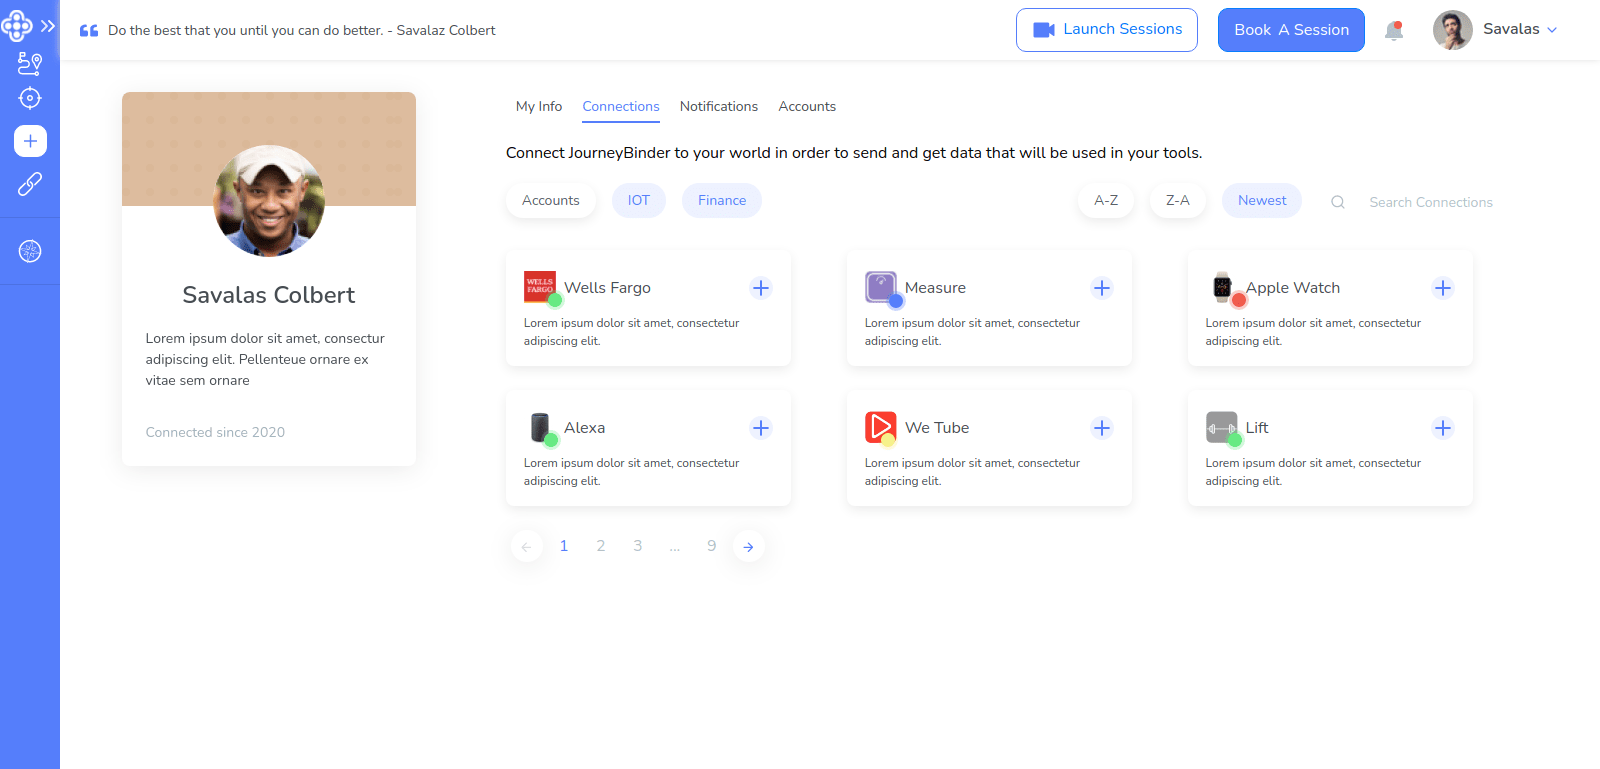 Do the best that you until you can do better. - Savalaz Colbert
Launch Sessions
Book A Session
Savalas
My Info
Connections
Notifications
Accounts
Connect JourneyBinder to your world in order to send and get data that will be used in your tools.
Accounts
IOT
Finance
A-Z
Z-A
Newest
Search Connections
Savalas Colbert
Lorem ipsum dolor sit amet, consectur
adipiscing elit. Pellenteue ornare ex
vitae sem ornare
Connected since 2020
WELLS
FARGO
Wells Fargo
Lorem ipsum dolor sit amet, consectetur
adipiscing elit.
Measure
Lorem ipsum dolor sit amet, consectetur
adipiscing elit.
Apple Watch
Lorem ipsum dolor sit amet, consectetur
adipiscing elit.
Alexa
Lorem ipsum dolor sit amet, consectetur
adipiscing elit.
We Tube
Lorem ipsum dolor sit amet, consectetur
adipiscing elit.
Lift
Lorem ipsum dolor sit amet, consectetur
adipiscing elit.
1 2 3 ... 9